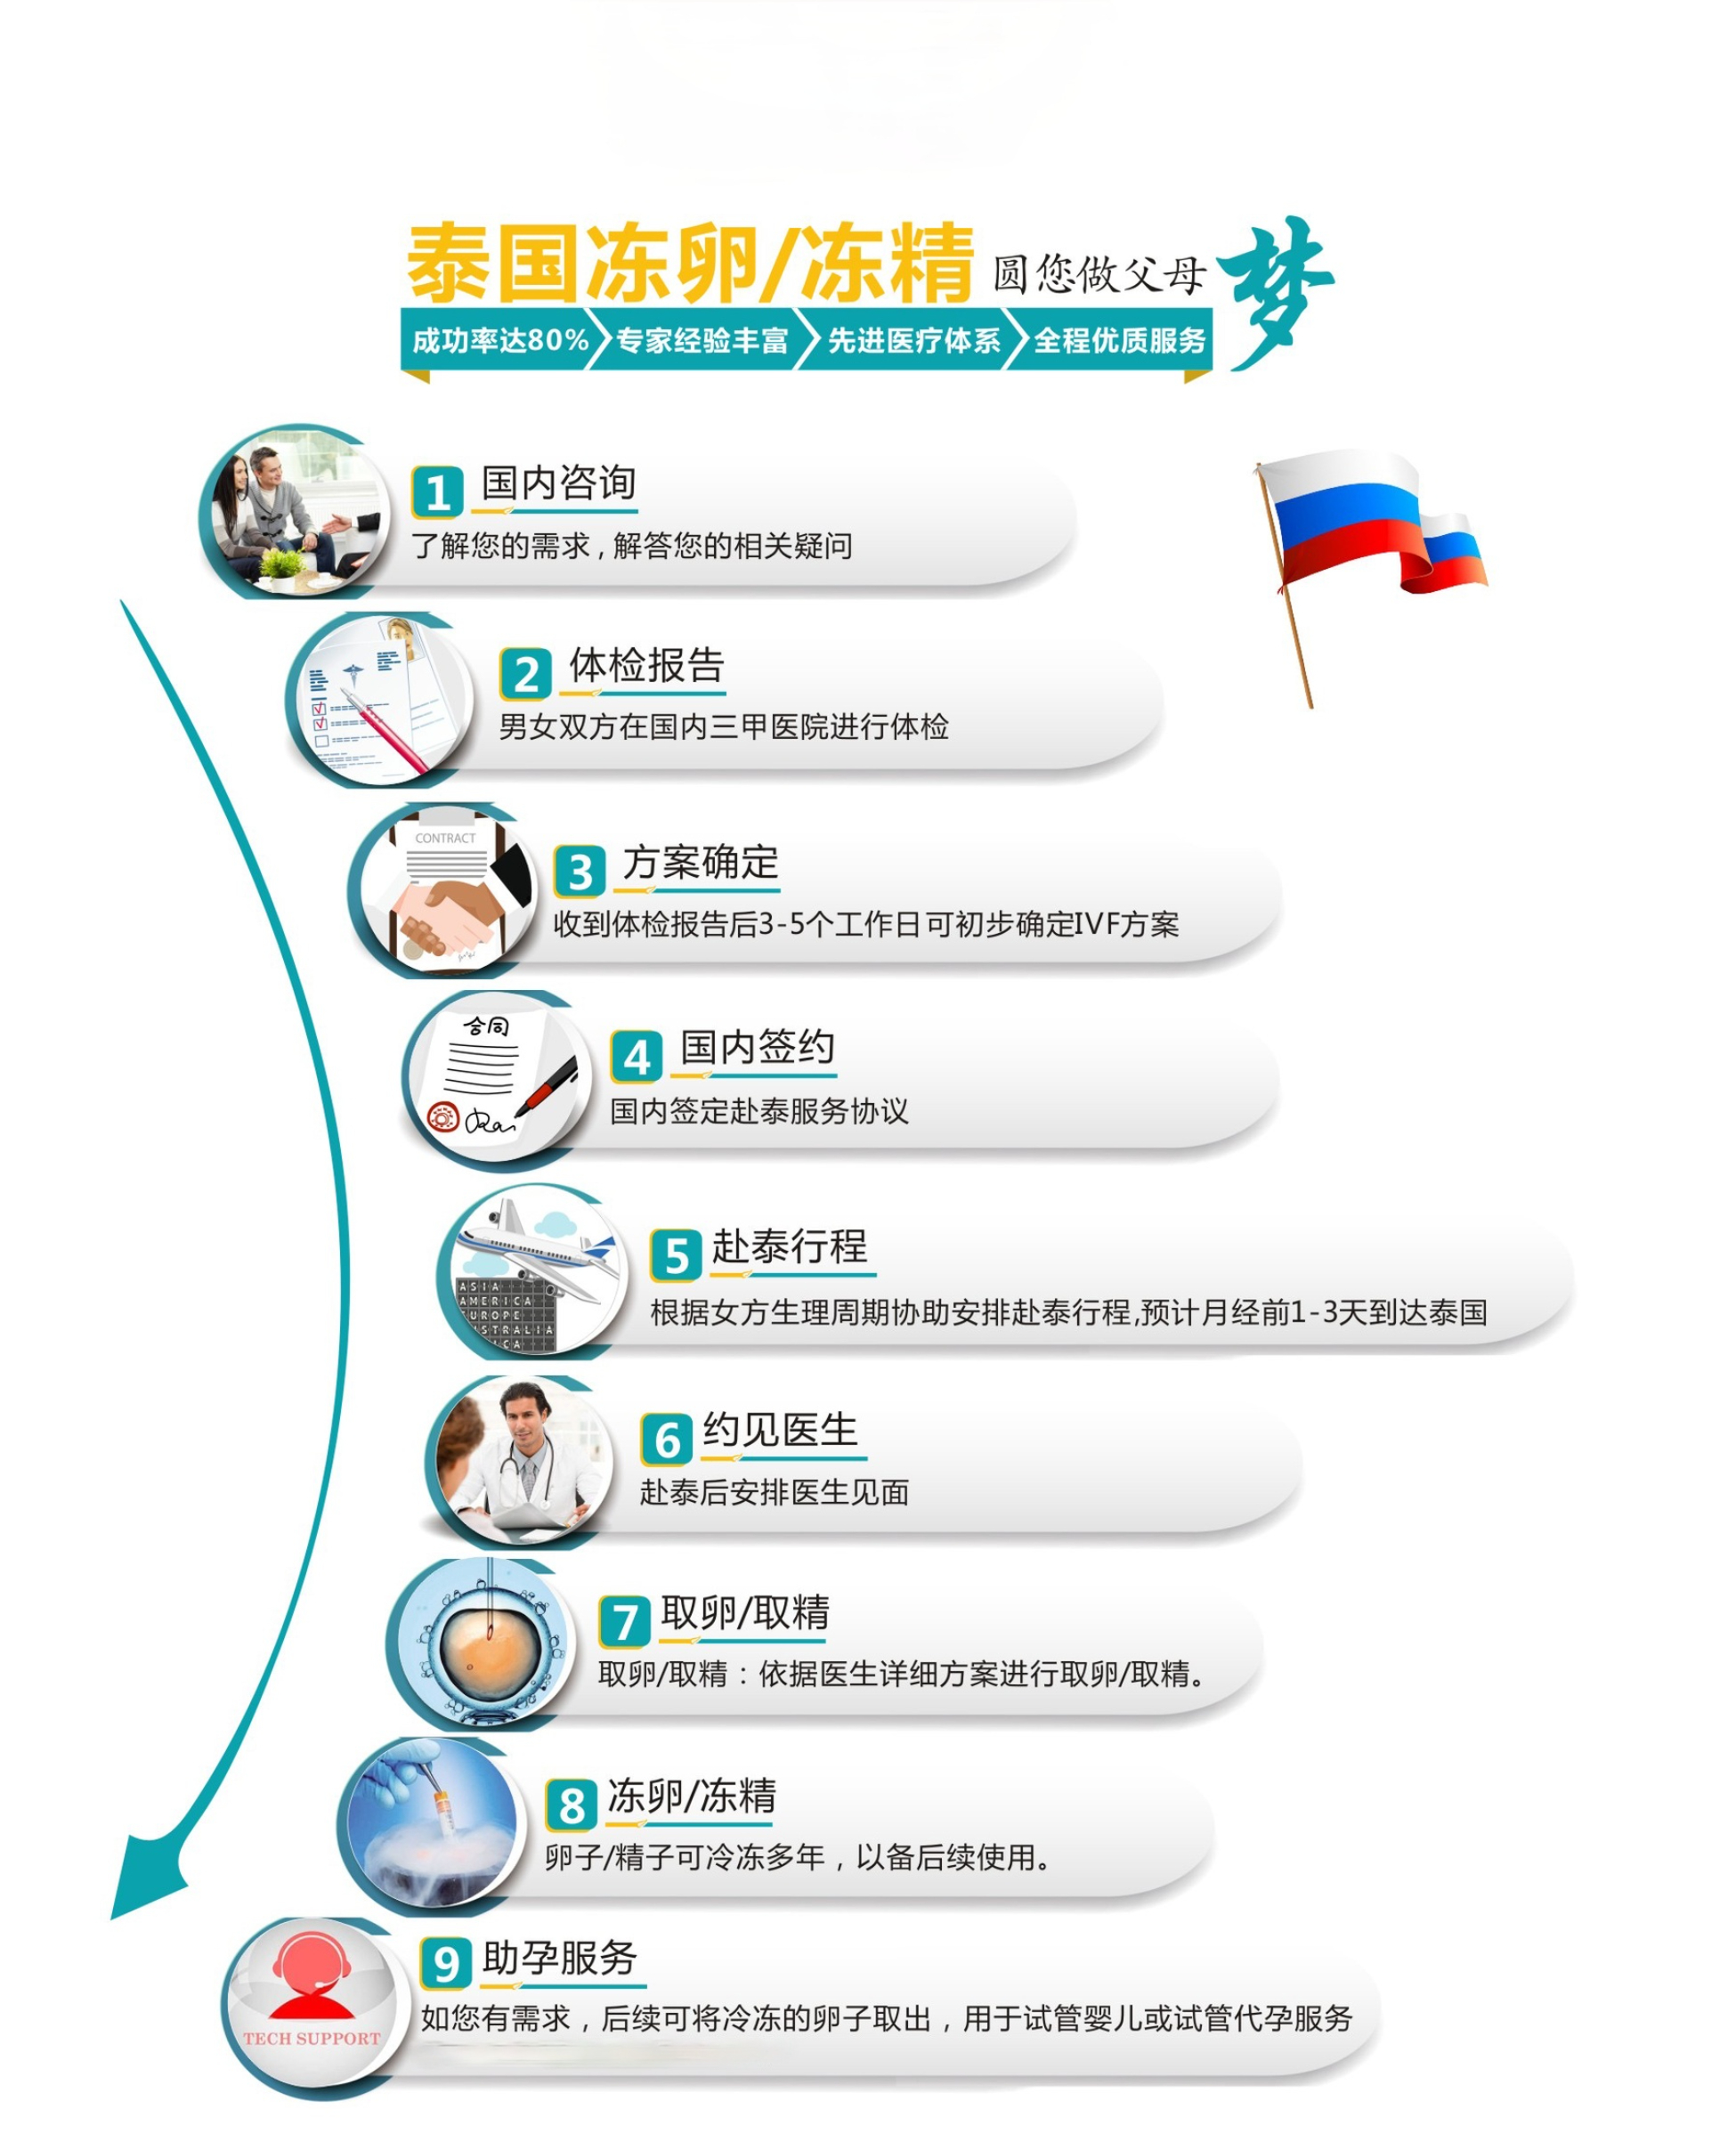 泰国冻卵/冻精 圆您做父母 梦
成功率达80% 专家经验丰富 先进医疗体系 全程优质服务
1 国内咨询
了解您的需求,解答您的相关疑问
2 体检报告
男女双方在国内三甲医院进行体检
CONTRACT
3 方案确定
收到体检报告后3-5个工作日可初步确定IVF方案
合同
4 国内签约
国内签定赴泰服务协议
5 赴泰行程
根据女方生理周期协助安排赴泰行程,预计月经前1-3天到达泰国
ASIA
AMERICA
UROPE
STRALIA
ICA
6 约见医生
赴泰后安排医生见面
7 取卵/取精
取卵/取精：依据医生详细方案进行取卵/取精。
8 冻卵/冻精
卵子/精子可冷冻多年，以备后续使用。
9 助孕服务
如您有需求，后续可将冷冻的卵子取出，用于试管婴儿或试管代孕服务
TECH SUPPORT